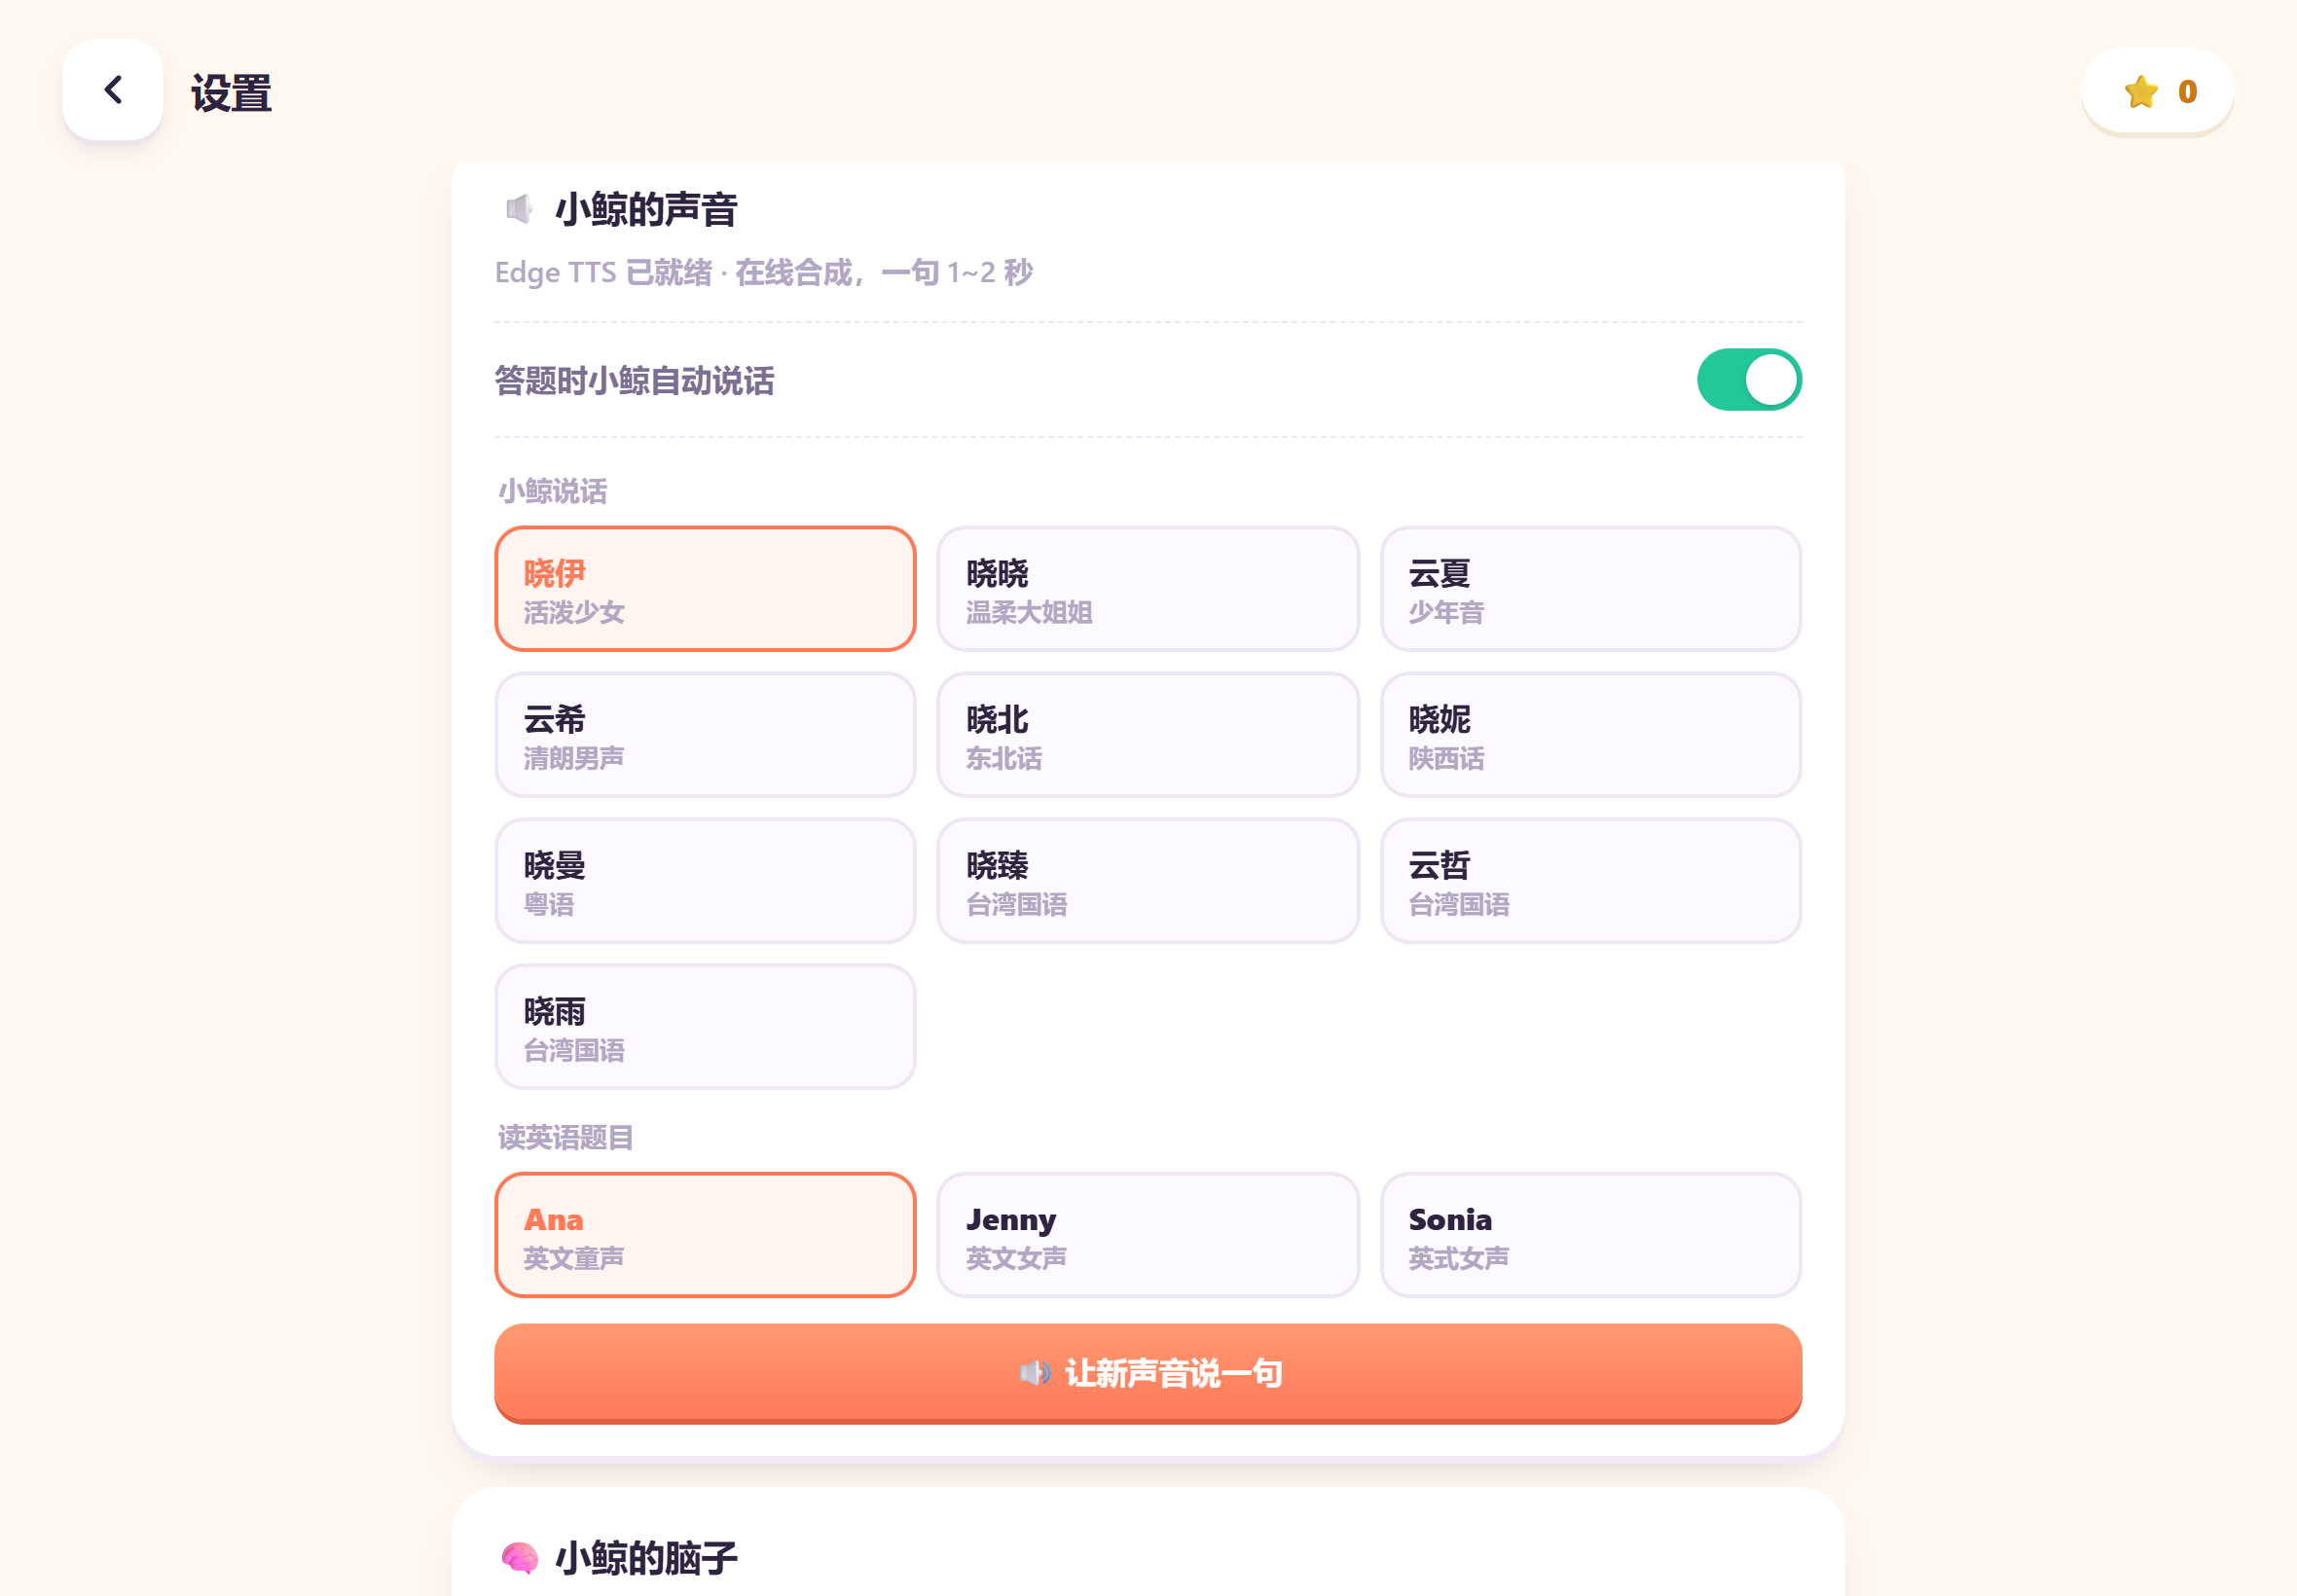 设置
0
小鲸的声音
Edge TTS 已就绪 · 在线合成，一句 1~2 秒
答题时小鲸自动说话
小鲸说话
晓伊
活泼少女
晓晓
温柔大姐姐
云夏
少年音
云希
清朗男声
晓北
东北话
晓妮
陕西话
晓曼
粤语
晓臻
台湾国语
云哲
台湾国语
晓雨
台湾国语
读英语题目
Ana
英文童声
Jenny
英文女声
Sonia
英式女声
让新声音说一句
小鲸的脑子